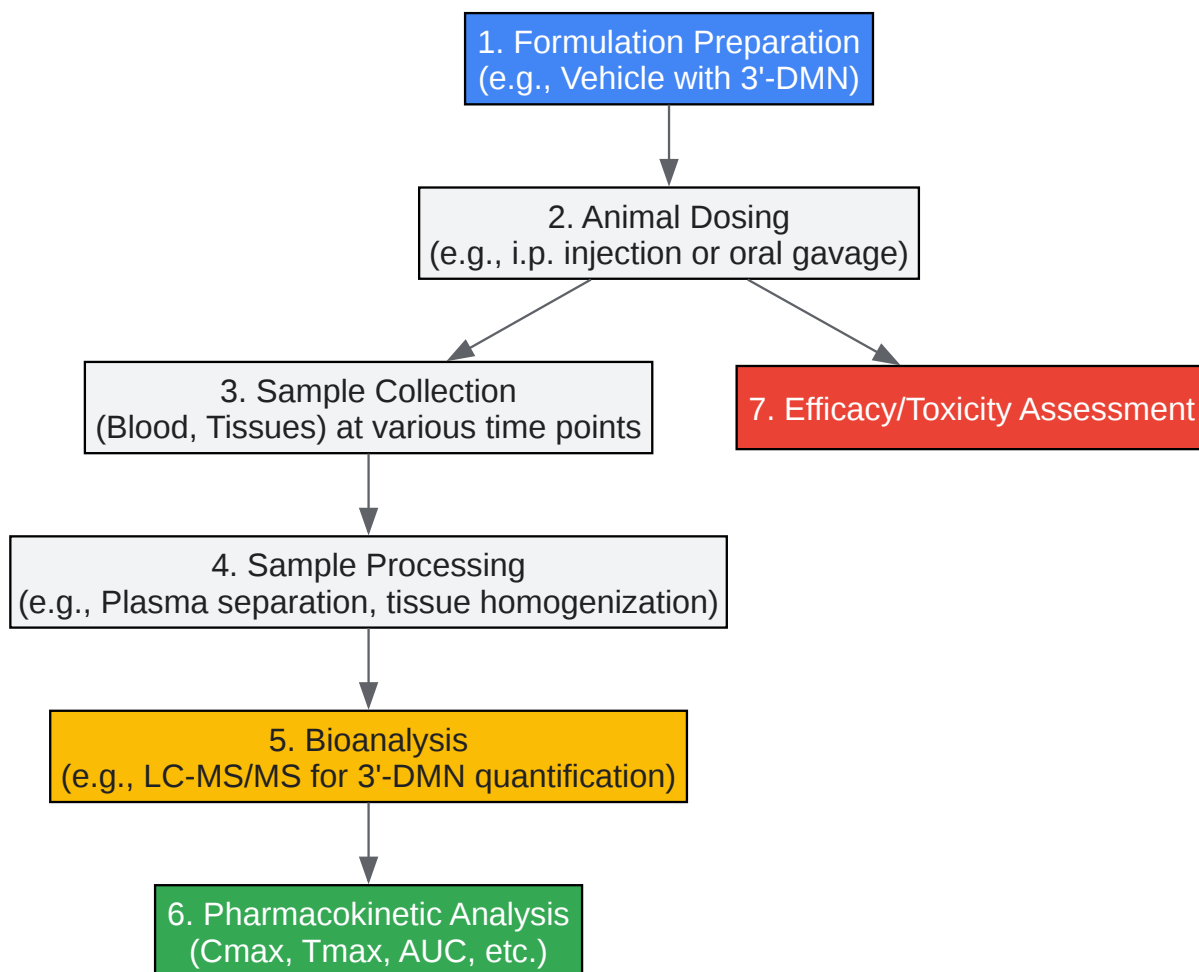 1. Formulation Preparation
(e.g., Vehicle with 3'-DMN)
2. Animal Dosing
(e.g., i.p. injection or oral gavage)
3. Sample Collection
(Blood, Tissues) at various time points
7. Efficacy/Toxicity Assessment
4. Sample Processing
(e.g., Plasma separation, tissue homogenization)
5. Bioanalysis
(e.g., LC-MS/MS for 3'-DMN quantification)
6. Pharmacokinetic Analysis
(Cmax, Tmax, AUC, etc.)